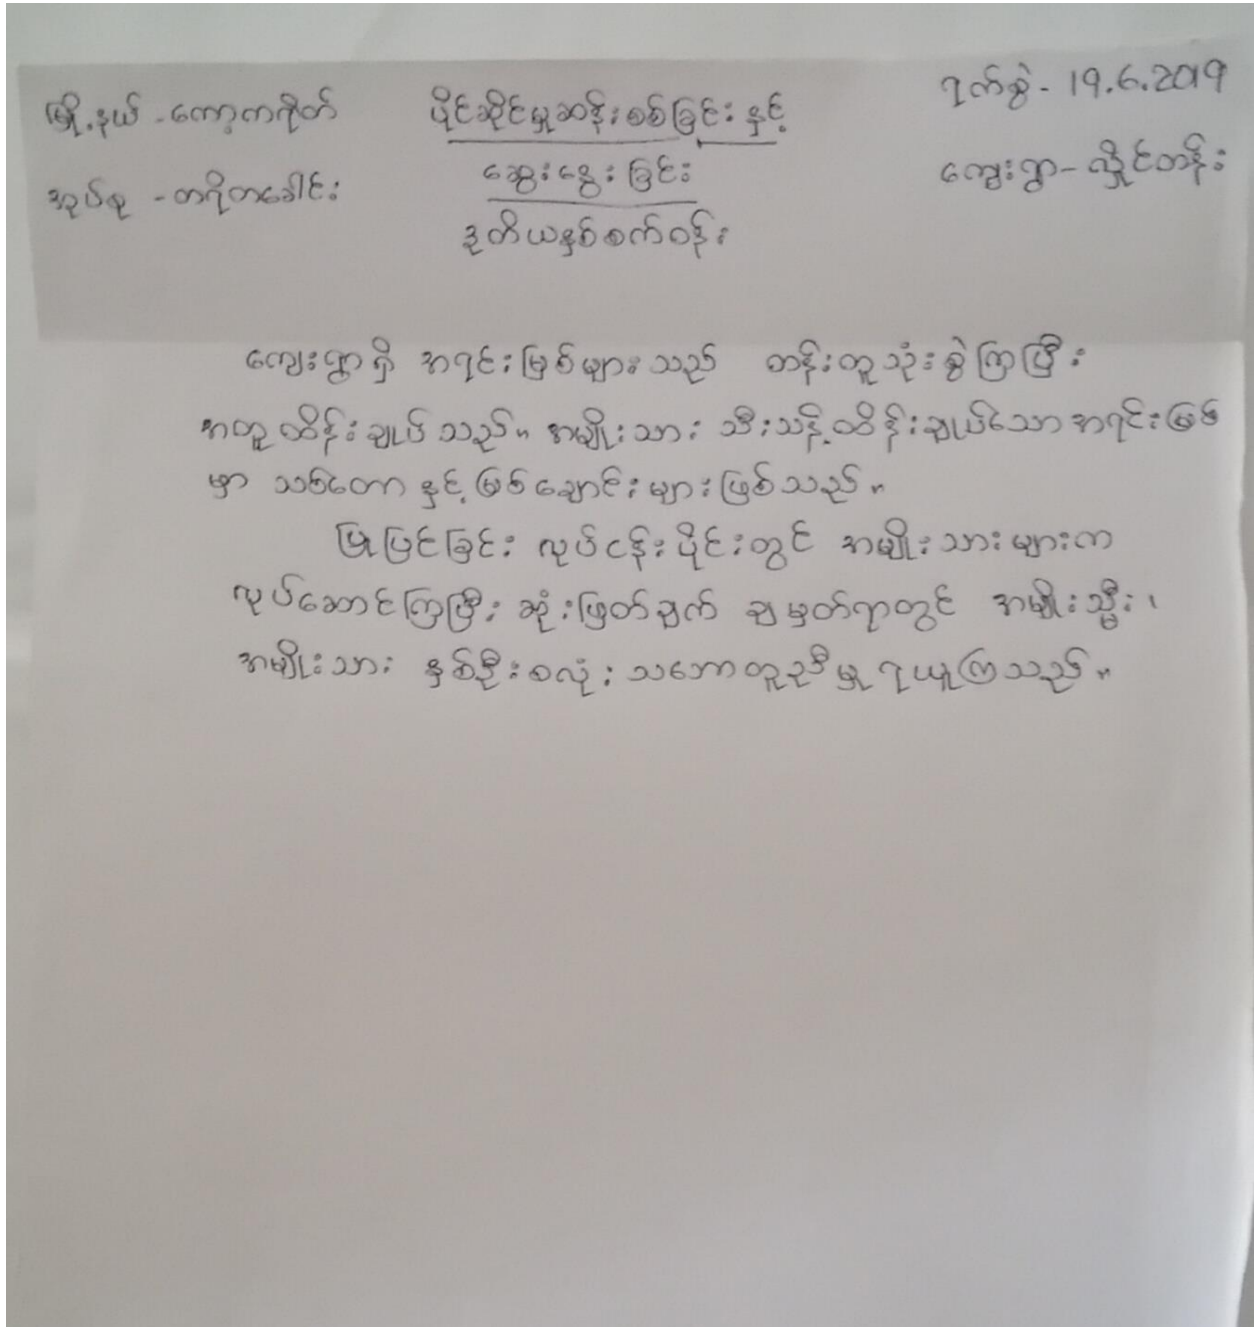 မြို့နယ် - ကော့ကရိတ်
ပိုင်ဆိုင်မှုဆန်းစစ်ခြင်း နှင့်
ရက်စွဲ - 19.6.2019
အုပ်စု - တရိတခေါင်း
ဆွေးနွေးခြင်း
ကျေးရွာ - လှိုင်တန်း
ဒုတိယနှစ်စက်ဝန်း
ကျေးရွာရှိ အရင်းမြစ်များသည် တန်းတူသုံးစွဲကြပြီး
အတူထိန်းချုပ်သည်။ အမျိုးသား သီးသန့်ထိန်းချုပ်သောအရင်းမြစ်
မှာ သစ်တောနှင့် မြစ်ချောင်းများဖြစ်သည်။
ပြုပြင်ခြင်း လုပ်ငန်းပိုင်းတွင် အမျိုးသားများက
လုပ်ဆောင်ကြပြီး ဆုံးဖြတ်ချက် ချမှတ်ရာတွင် အမျိုးသ္မီး၊
အမျိုးသား နှစ်ဦးစလုံး သဘောတူညီမှု ရယူကြသည်။